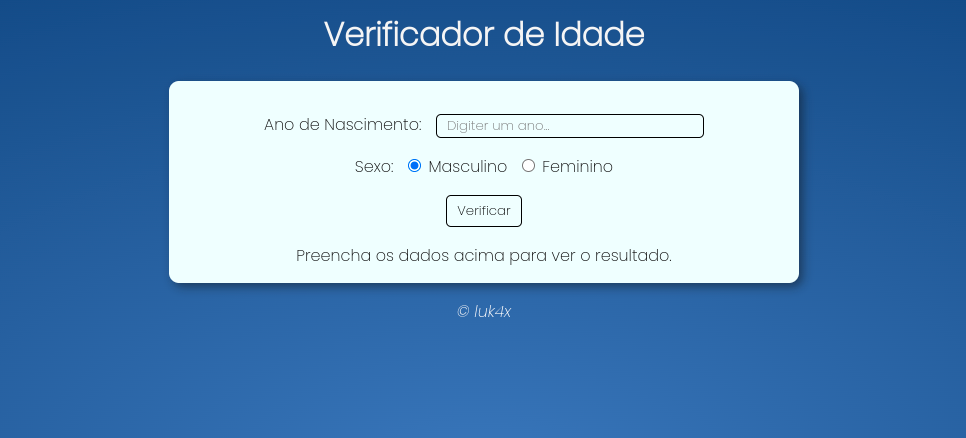 Verificador de Idade
Ano de Nascimento: Digiter um ano...
Sexo: Masculino Feminino
Verificar
Preencha os dados acima para ver o resultado.
© luk4x